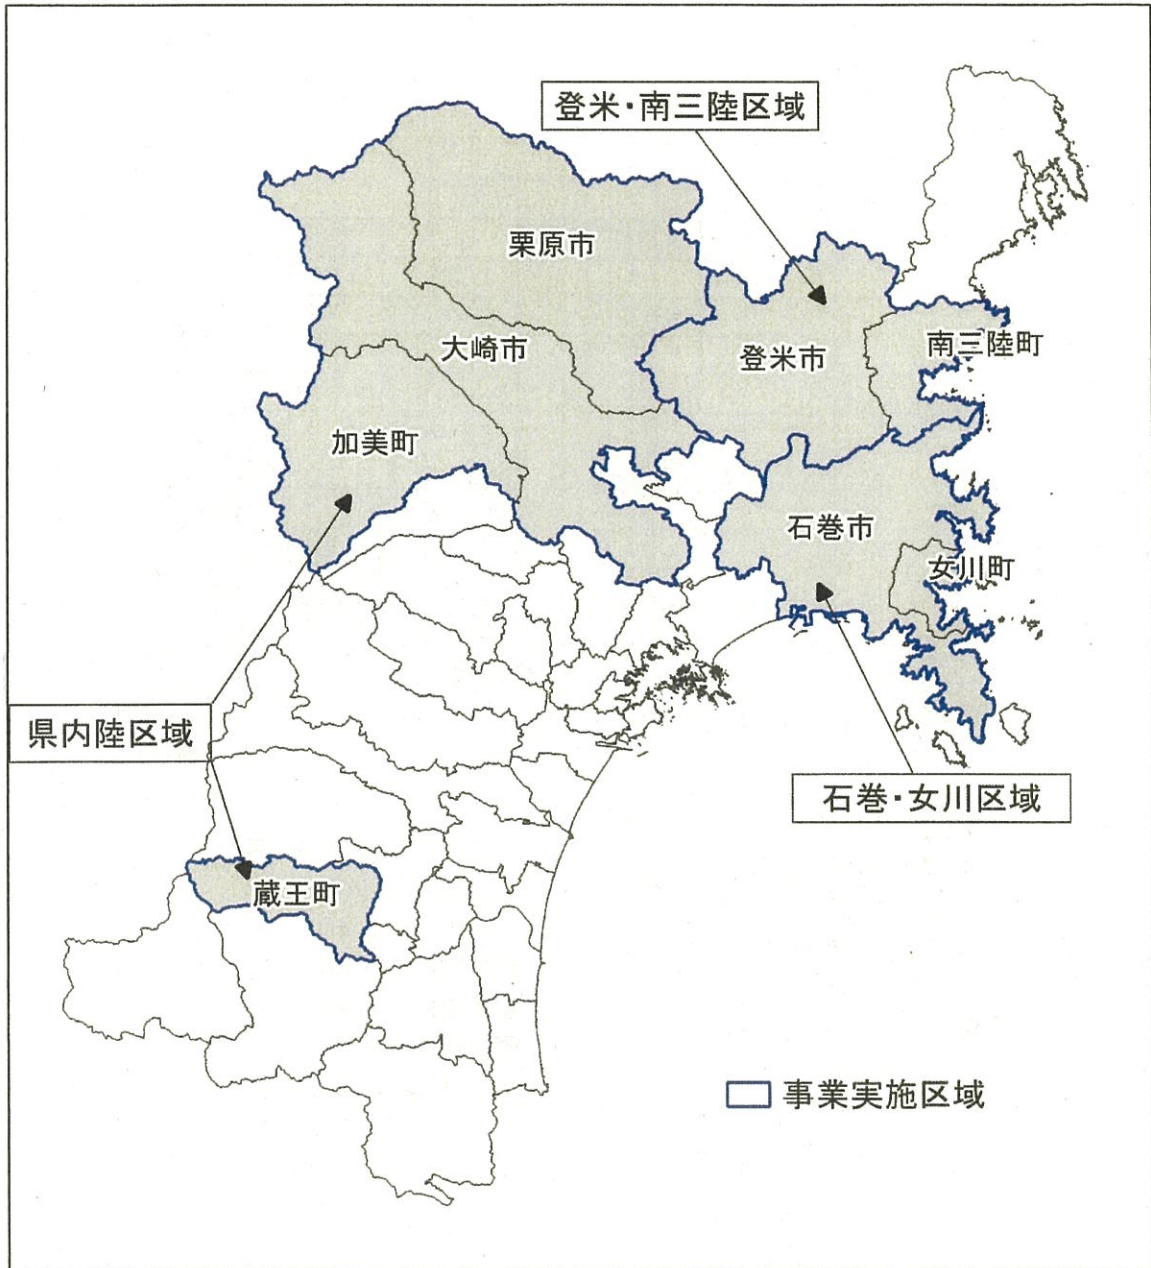 登米・南三陸区域
栗原市
大崎市
登米市
南三陸町
加美町
石巻市
女川町
県内陸区域
石巻・女川区域
蔵王町
事業実施区域